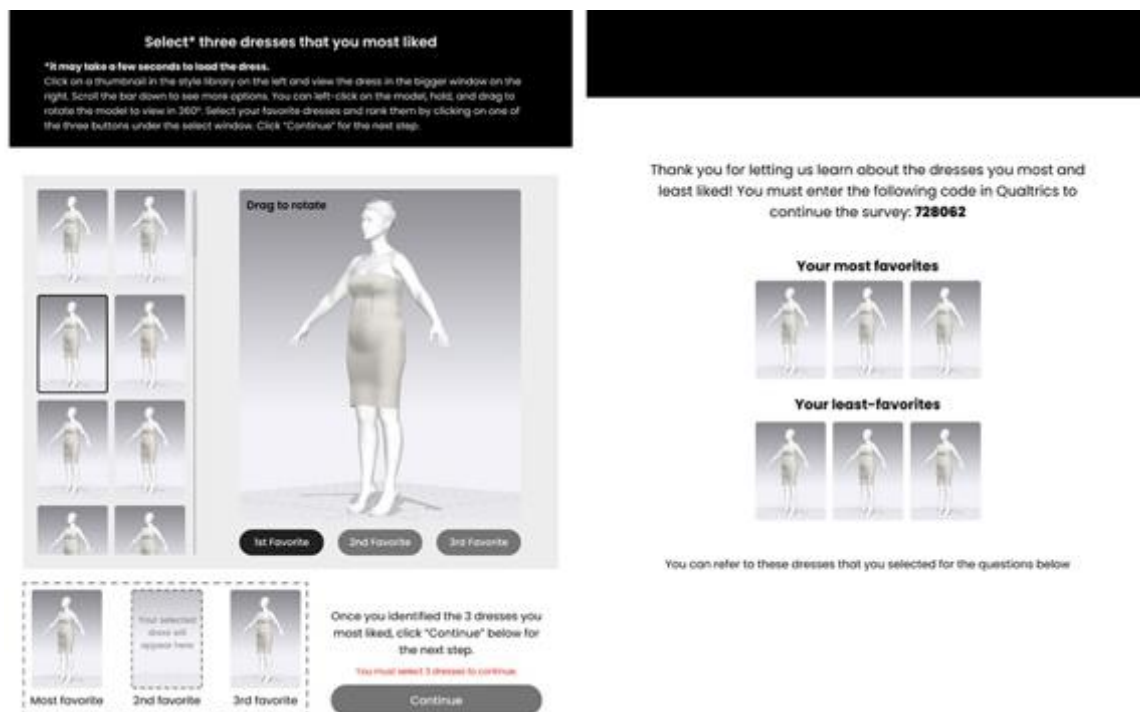 Select* three dresses that you most liked
*It may take a few seconds to load the dress.
Click on a thumbnail in the style library on the left and view the dress in the bigger window on the
right. Scroll the bar down to see more options. You can left-click on the model, hold, and drag to
rotate the model to view in 360°. Select your favorite dresses and rank them by clicking on one of
the three buttons under the select window. Click "Continue" for the next step.
Drag to rotate
1st Favorite
2nd Favorite
3rd Favorite
Your selected
dress will
appear here
Most favorite
2nd favorite
3rd favorite
Once you identified the 3 dresses you
most liked, click "Continue" below for
the next step.
You must select 3 dresses to continue.
Continue
Thank you for letting us learn about the dresses you most and
least liked! You must enter the following code in Qualtrics to
continue the survey: 728062
Your most favorites
Your least-favorites
You can refer to these dresses that you selected for the questions below